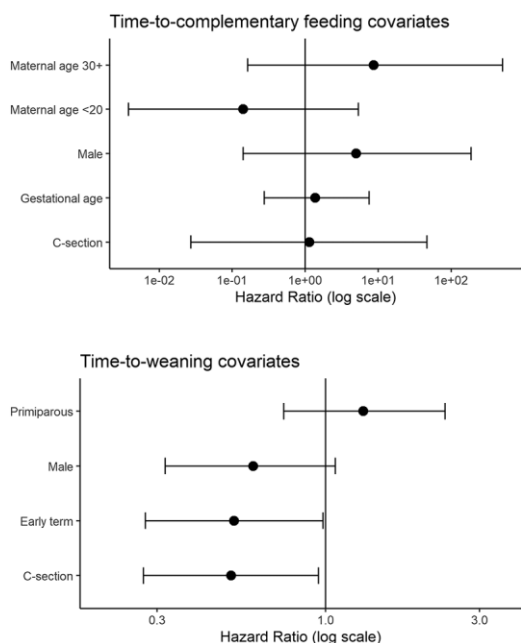 Time-to-complementary feeding covariates
Maternal age 30+
Maternal age <20
Male
Gestational age
C-section
1e-02 1e-01 1e+00 1e+01 1e+02
Hazard Ratio (log scale)
Time-to-weaning covariates
Primiparous
Male
Early term
C-section
0.3 1.0 3.0
Hazard Ratio (log scale)